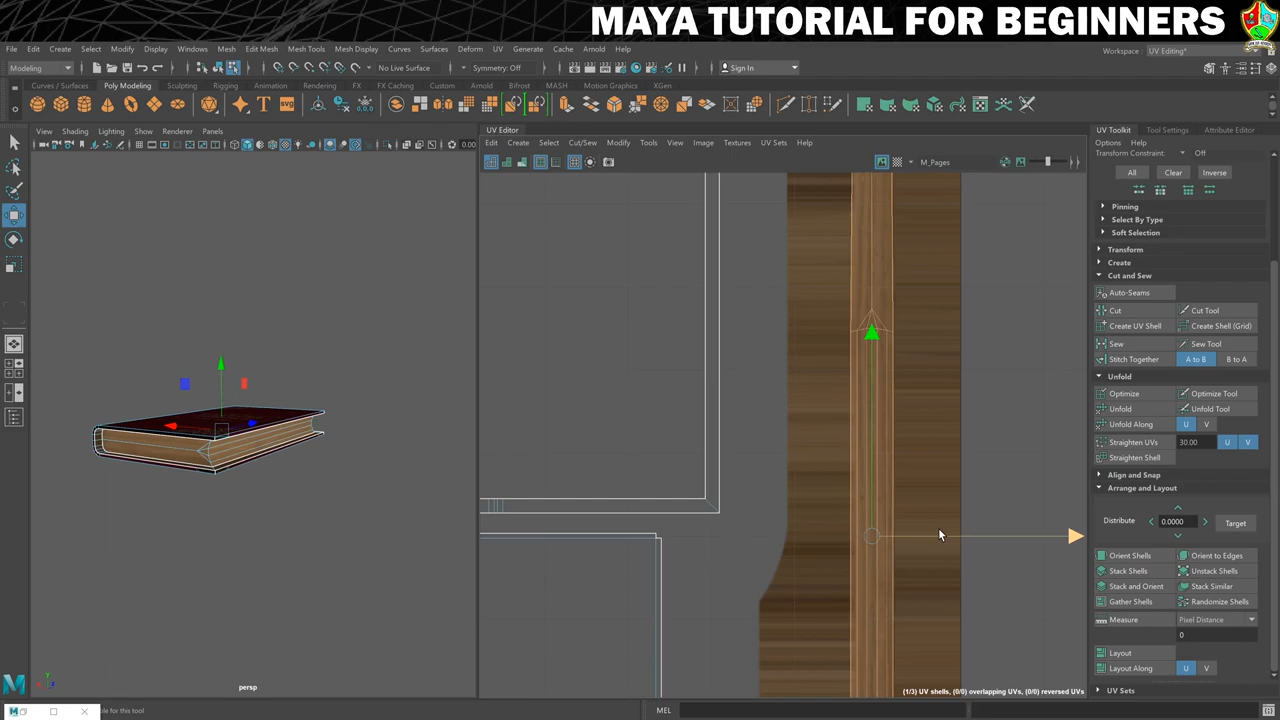 MAYA TUTORIAL FOR BEGINNERS
File Edit Create Select Modify Display Windows Mesh Edit Mesh Mesh Tools Mesh Display Curves Surfaces Deform UV Generate Cache Arnold Help
Workspace: UV Editing*
Modeling No Live Surface Symmetry: Off Sign In
Curves / Surfaces Poly Modeling Sculpting Rigging Animation Rendering FX FX Caching Custom Arnold Bifrost MASH Motion Graphics XGen
View Shading Lighting Show Renderer Panels
0.00
UV Editor
Edit Create Select Cut/Sew Modify Tools View Image Textures UV Sets Help
M_Pages
UV Toolkit Tool Settings Attribute Editor
Options Help
Transform Constraint: Off
All Clear Inverse
Pinning
Select By Type
Soft Selection
Transform
Create
Cut and Sew
Auto-Seams
Cut Cut Tool
Create UV Shell Create Shell (Grid)
Sew Sew Tool
Stitch Together A to B B to A
Unfold
Optimize Optimize Tool
Unfold Unfold Tool
Unfold Along U V
Straighten UVs 30.00 U V
Straighten Shell
Align and Snap
Arrange and Layout
Distribute 0.0000 Target
Orient Shells Orient to Edges
Stack Shells Unstack Shells
Stack and Orient Stack Similar
Gather Shells Randomize Shells
Measure Pixel Distance
0
Layout
Layout Along U V
UV Sets
persp
(1/3) UV shells, (0/0) overlapping UVs, (0/0) reversed UVs
MEL
ble for this tool